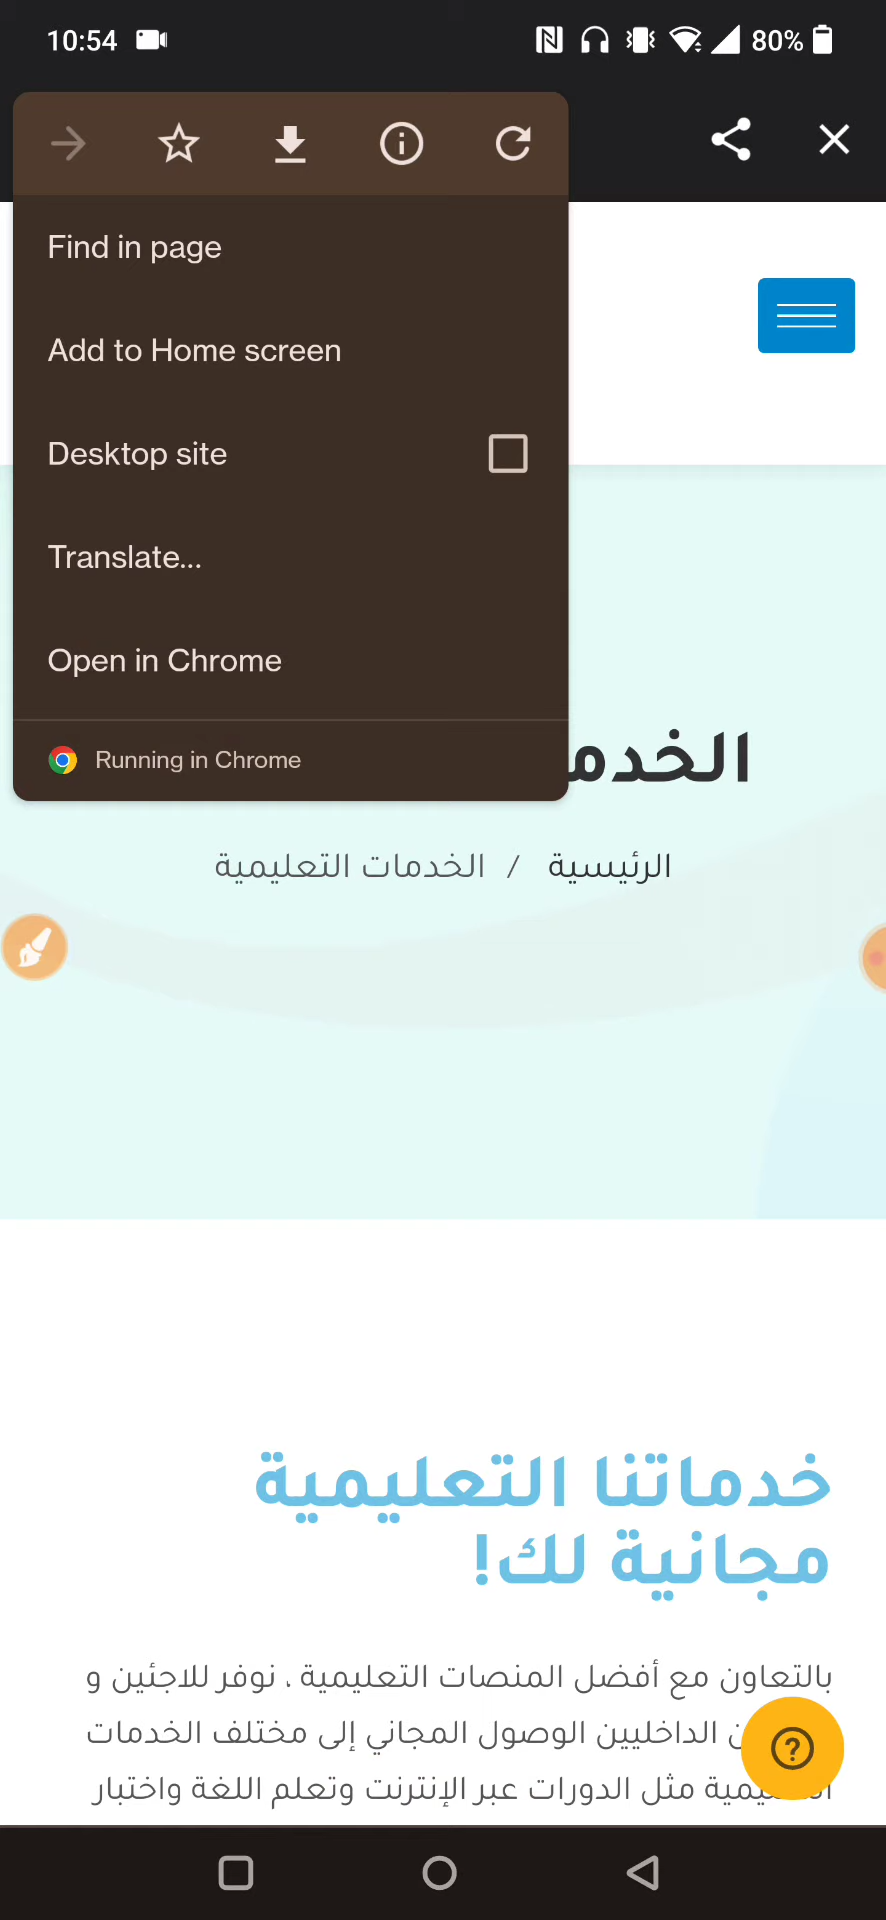 10:54
80%
Find in page
Add to Home screen
Desktop site
Translate...
Open in Chrome
Running in Chrome
الرئيسية / الخدمات التعليمية
خدماتنا التعليمية
مجانية لك!
بالتعاون مع أفضل المنصات التعليمية ، نوفر للاجئين و
الداخليين الوصول المجاني إلى مختلف الخدمات
مثل الدورات عبر الإنترنت وتعلم اللغة واختبار